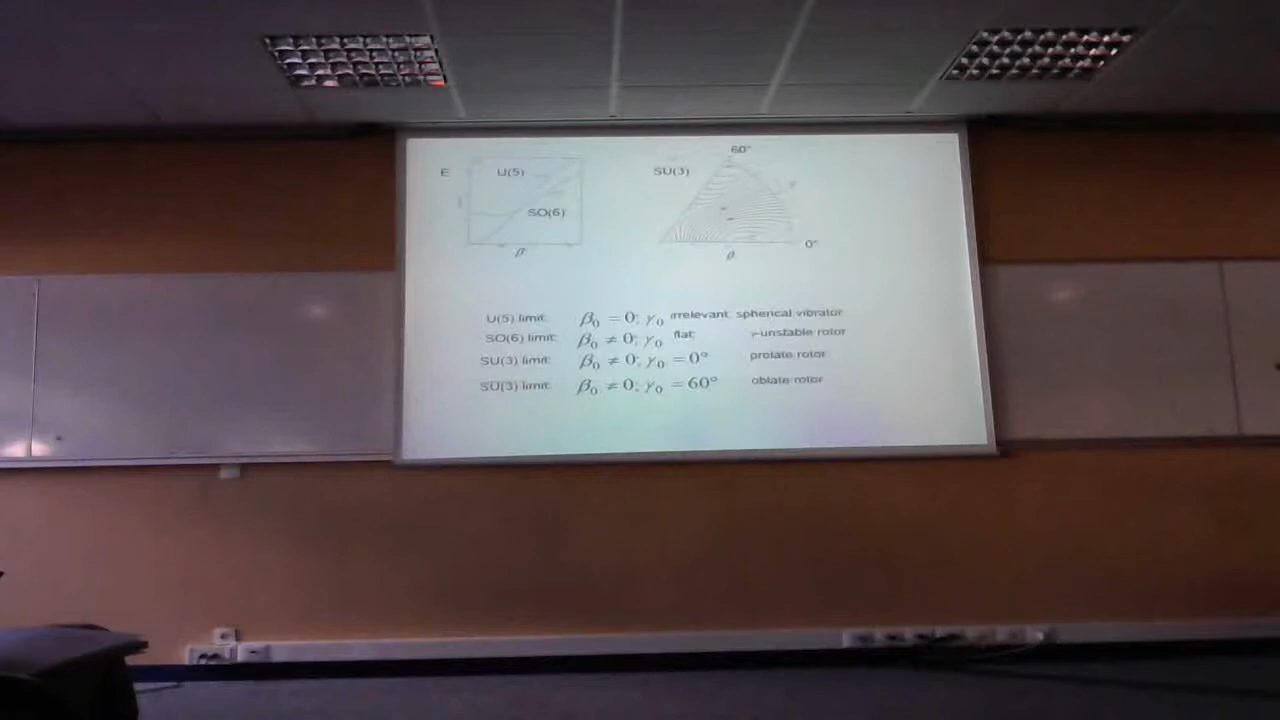 60°
E
U(5)
SU(3)
SO(6)
0°
β
β
U(5) limit: β₀ = 0; γ₀ irrelevant: spherical vibrator
SO(6) limit: β₀ ≠ 0; γ₀ flat: γ-unstable rotor
SU(3) limit: β₀ ≠ 0; γ₀ = 0° prolate rotor
SU(3) limit: β₀ ≠ 0; γ₀ = 60° oblate rotor